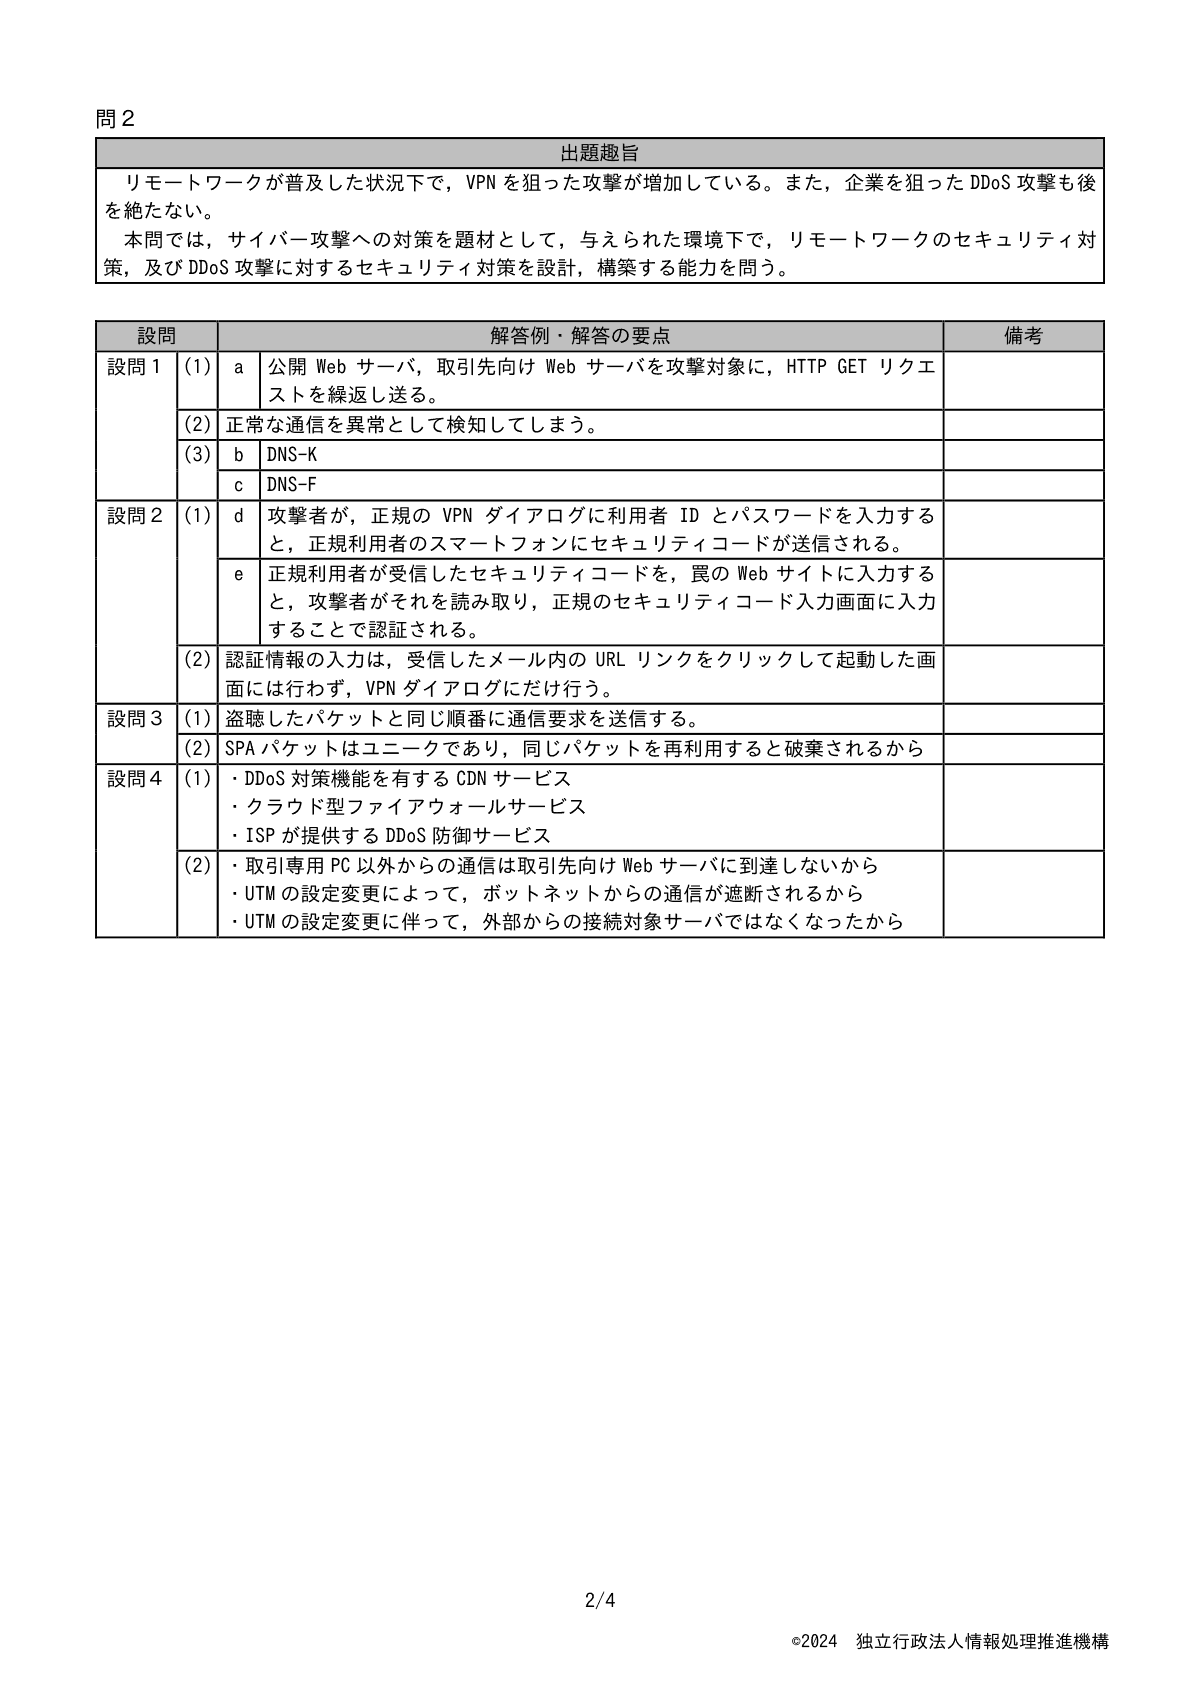 問２
出題趣旨
リモートワークが普及した状況下で，VPN を狙った攻撃が増加している。また，企業を狙った DDoS 攻撃も後
を絶たない。
本問では，サイバー攻撃への対策を題材として，与えられた環境下で，リモートワークのセキュリティ対
策，及び DDoS 攻撃に対するセキュリティ対策を設計，構築する能力を問う。
設問 解答例・解答の要点 備考
設問１ (1) a 公開 Web サーバ，取引先向け Web サーバを攻撃対象に，HTTP GET リクエ
ストを繰返し送る。
(2) 正常な通信を異常として検知してしまう。
(3) b DNS-K
c DNS-F
設問２ (1) d 攻撃者が，正規の VPN ダイアログに利用者 ID とパスワードを入力する
と，正規利用者のスマートフォンにセキュリティコードが送信される。
e 正規利用者が受信したセキュリティコードを，罠の Web サイトに入力する
と，攻撃者がそれを読み取り，正規のセキュリティコード入力画面に入力
することで認証される。
(2) 認証情報の入力は，受信したメール内の URL リンクをクリックして起動した画
面には行わず，VPN ダイアログにだけ行う。
設問３ (1) 盗聴したパケットと同じ順番に通信要求を送信する。
(2) SPA パケットはユニークであり，同じパケットを再利用すると破棄されるから
設問４ (1) ・DDoS 対策機能を有する CDN サービス
・クラウド型ファイアウォールサービス
・ISP が提供する DDoS 防御サービス
(2) ・取引専用 PC 以外からの通信は取引先向け Web サーバに到達しないから
・UTM の設定変更によって，ボットネットからの通信が遮断されるから
・UTM の設定変更に伴って，外部からの接続対象サーバではなくなったから
2/4
©2024　独立行政法人情報処理推進機構